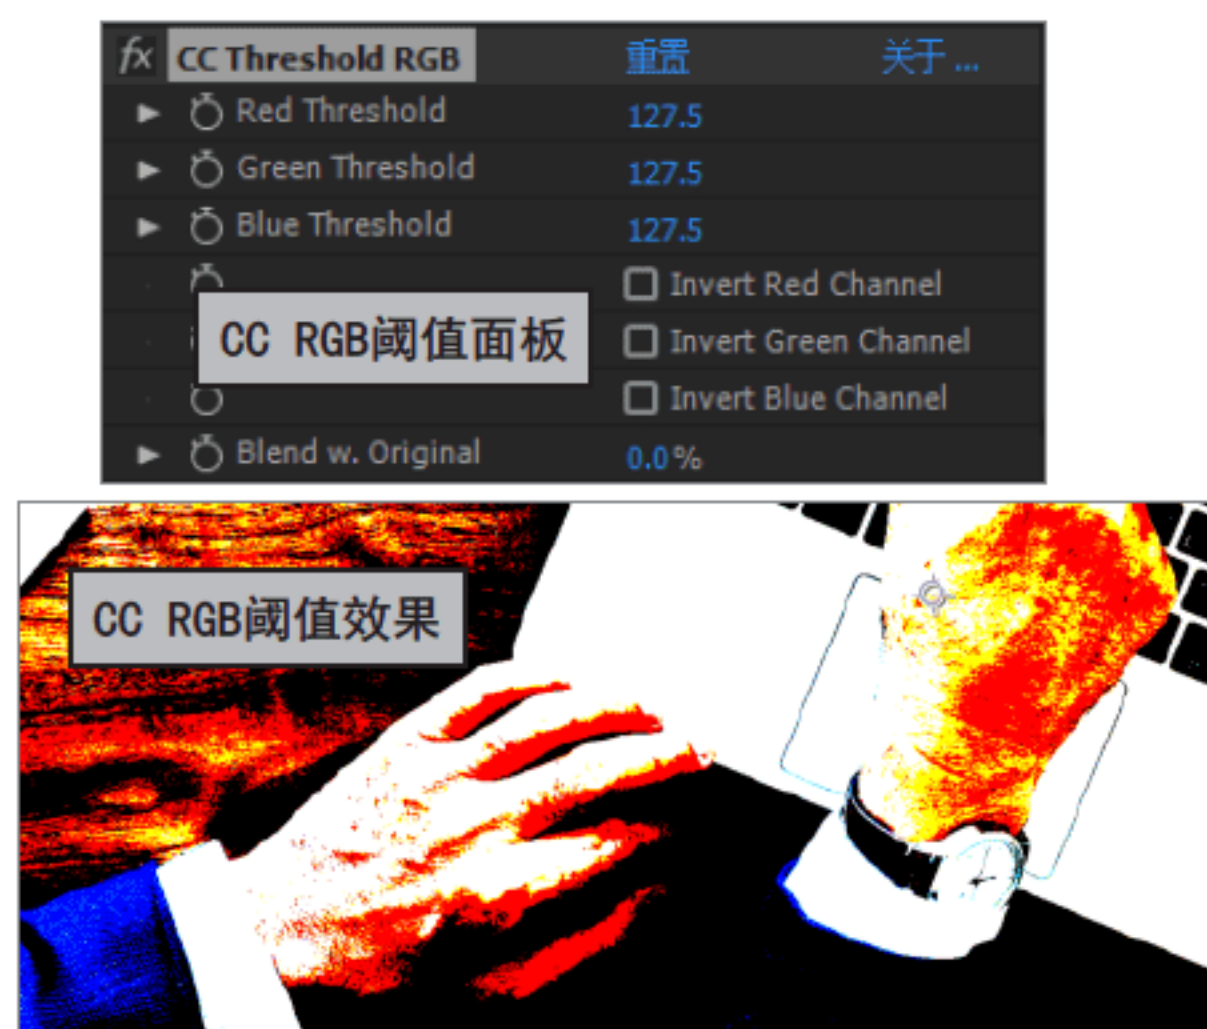 fx CC Threshold RGB 重置 关于...
Red Threshold 127.5
Green Threshold 127.5
Blue Threshold 127.5
Invert Red Channel
CC RGB阈值面板 Invert Green Channel
Invert Blue Channel
Blend w. Original 0.0%
CC RGB阈值效果